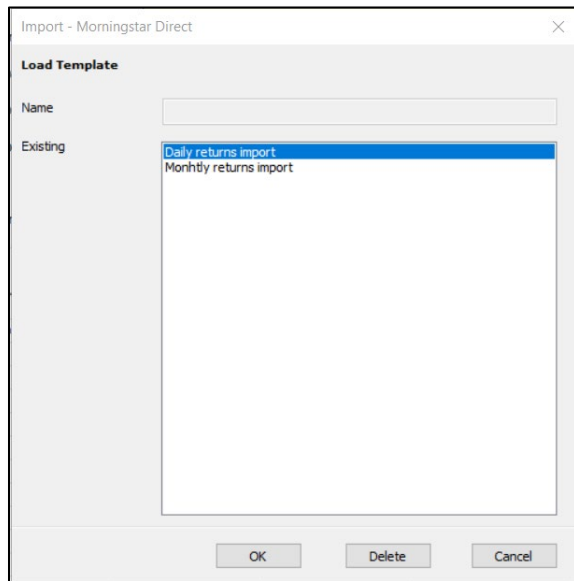 Import - Morningstar Direct
Load Template
Name
Existing
Daily returns import
Monhtly returns import
OK Delete Cancel